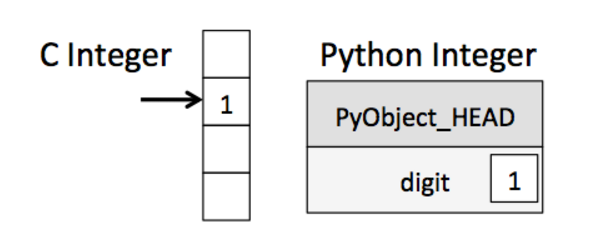 C Integer
1
Python Integer
PyObject_HEAD
digit 1